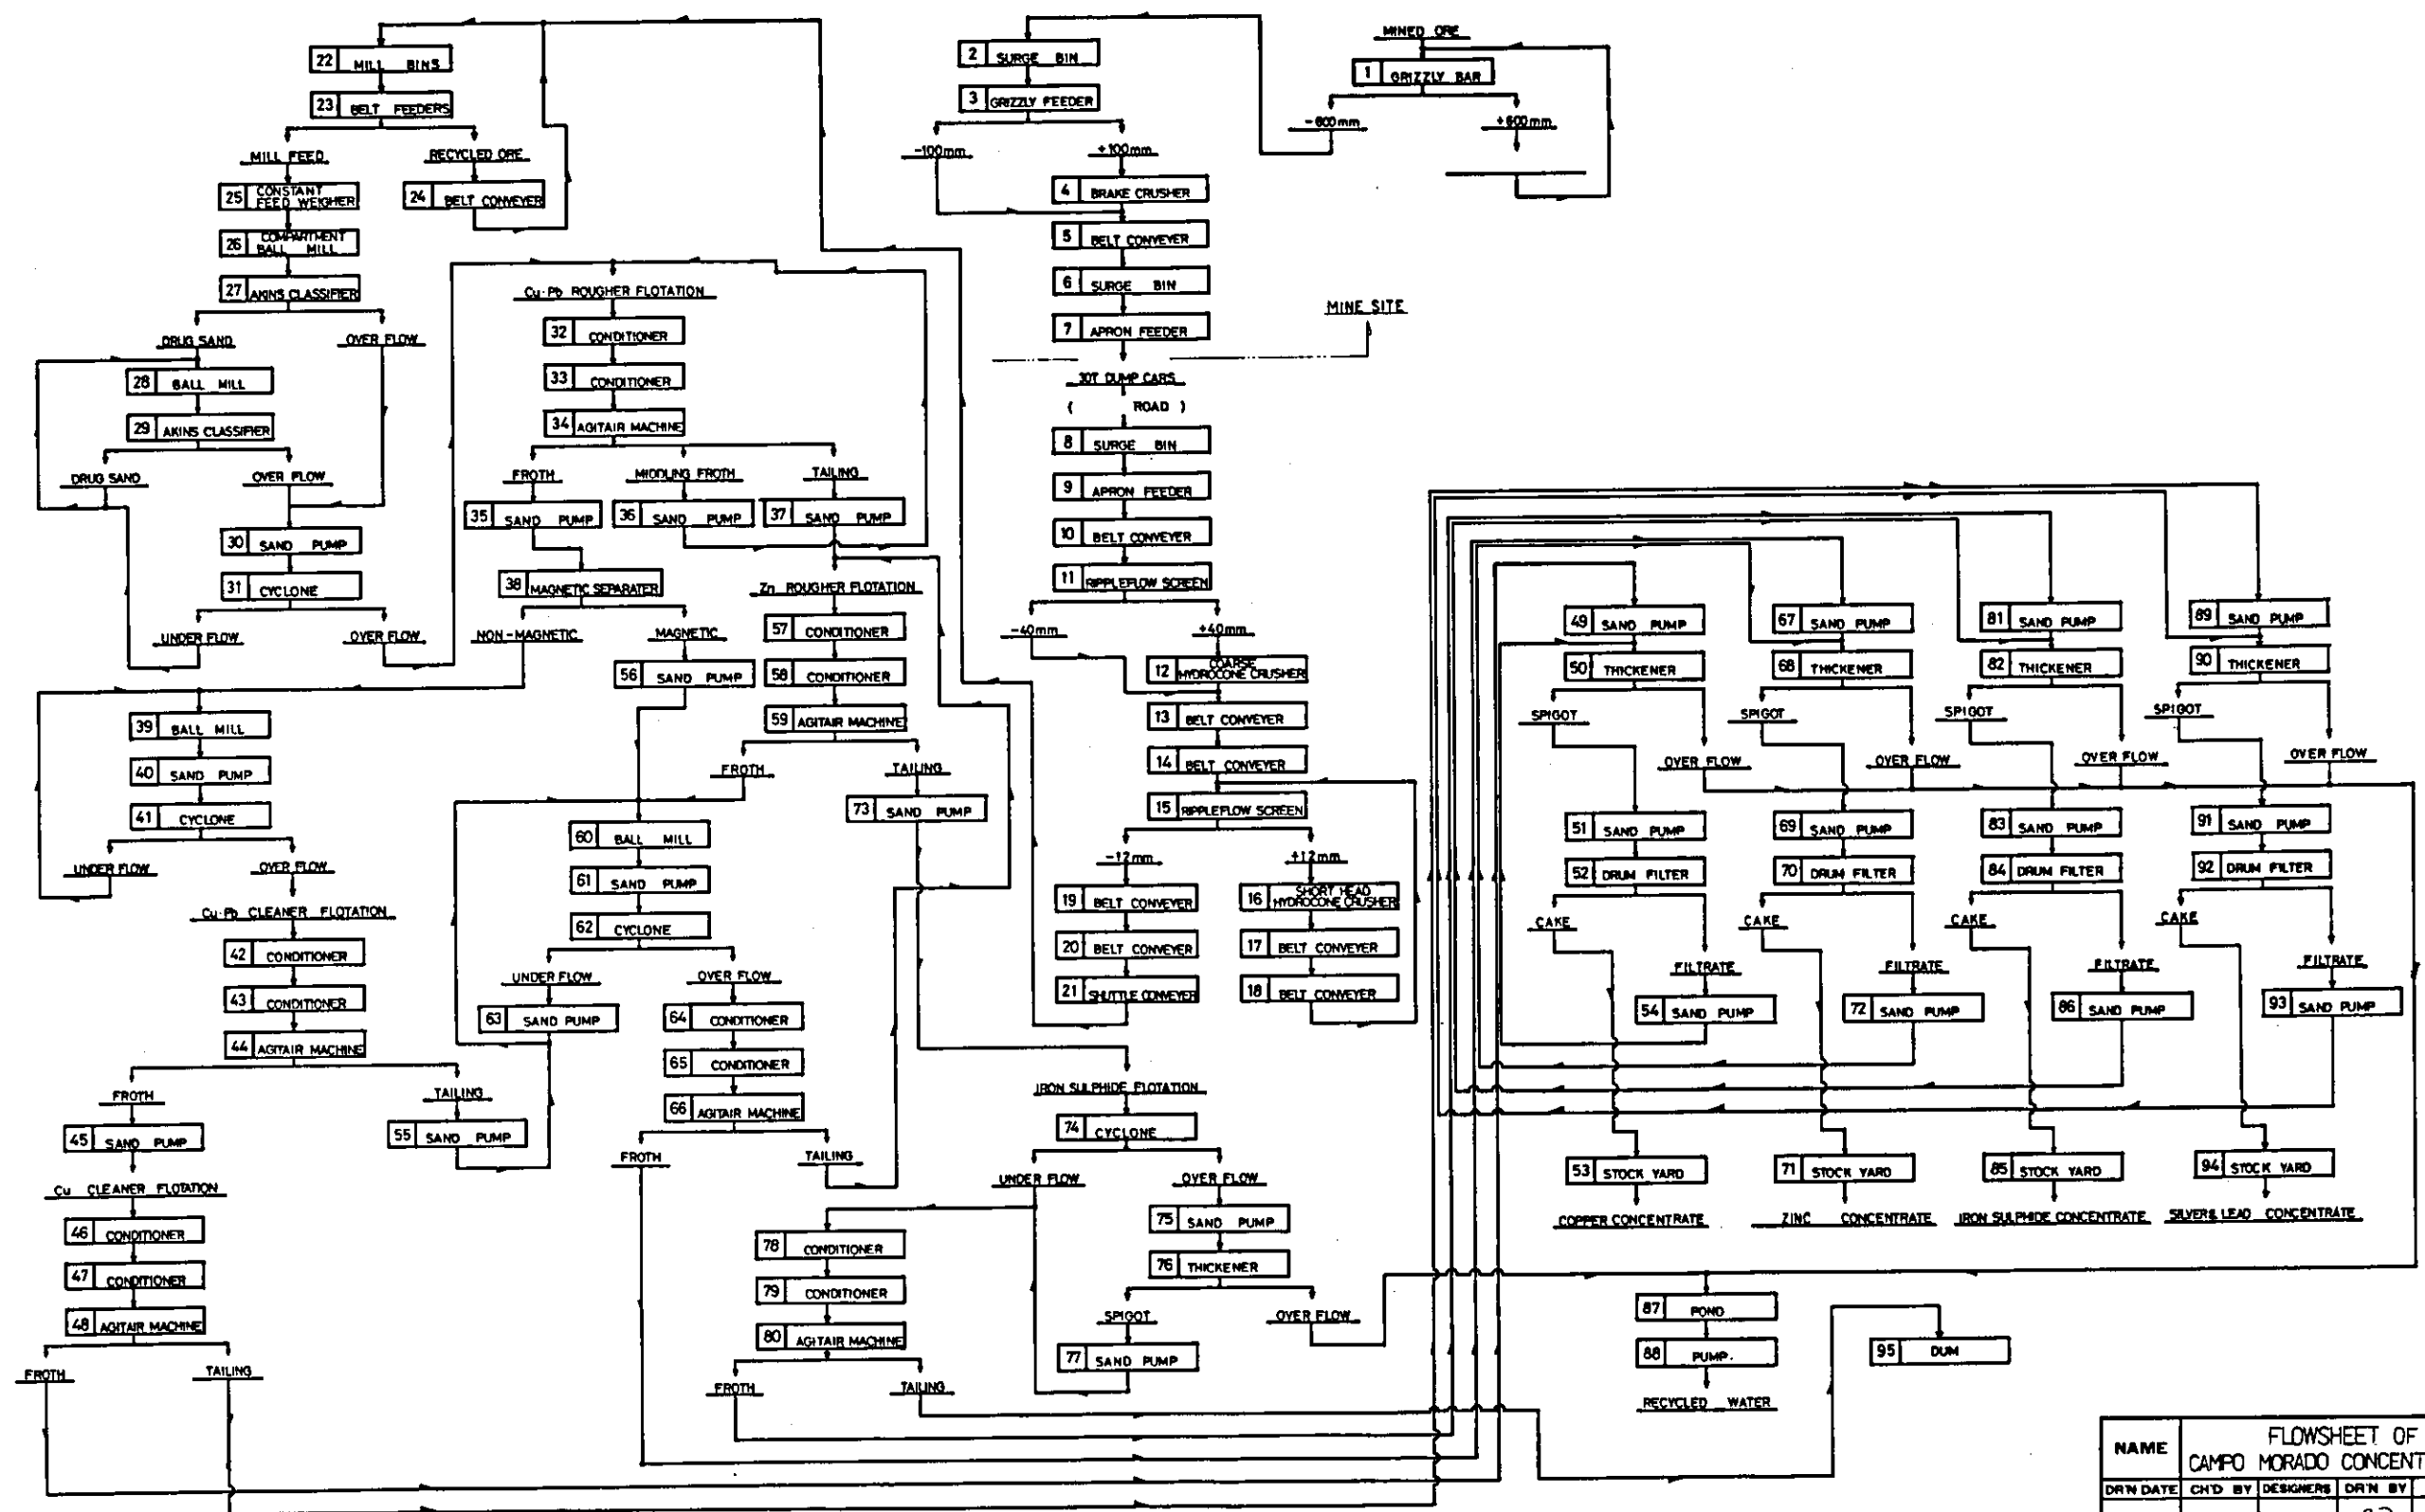 MINED ORE
1 GRIZZLY BAR
-600mm
+600mm
2 SURGE BIN
3 GRIZZLY FEEDER
-100mm
+100mm
4 BRAKE CRUSHER
5 BELT CONVEYER
6 SURGE BIN
7 APRON FEEDER
MINE SITE
30T DUMP CARS
( ROAD )
8 SURGE BIN
9 APRON FEEDER
10 BELT CONVEYER
11 RIPPLEFLOW SCREEN
-40mm
+40mm
12 COARSE
HYDROCONE CRUSHER
13 BELT CONVEYER
14 BELT CONVEYER
15 RIPPLEFLOW SCREEN
-12mm
+12mm
19 BELT CONVEYER
20 BELT CONVEYER
21 SHUTTLE CONVEYER
16 SHORT HEAD
HYDROCONE CRUSHER
17 BELT CONVEYER
18 BELT CONVEYER
22 MILL BINS
23 BELT FEEDERS
MILL FEED
RECYCLED ORE
24 BELT CONVEYER
25 CONSTANT
FEED WEIGHER
26 COMPARTMENT
BALL MILL
27 AKINS CLASSIFIER
DRUG SAND
OVER FLOW
28 BALL MILL
29 AKINS CLASSIFIER
DRUG SAND
OVER FLOW
30 SAND PUMP
31 CYCLONE
UNDER FLOW
OVER FLOW
Cu·Pb ROUGHER FLOTATION
32 CONDITIONER
33 CONDITIONER
34 AGITAIR MACHINE
FROTH
MIDDLING FROTH
TAILING
35 SAND PUMP
36 SAND PUMP
37 SAND PUMP
38 MAGNETIC SEPARATER
NON-MAGNETIC
MAGNETIC
39 BALL MILL
40 SAND PUMP
41 CYCLONE
UNDER FLOW
OVER FLOW
Cu·Pb CLEANER FLOTATION
42 CONDITIONER
43 CONDITIONER
44 AGITAIR MACHINE
FROTH
TAILING
45 SAND PUMP
55 SAND PUMP
Cu CLEANER FLOTATION
46 CONDITIONER
47 CONDITIONER
48 AGITAIR MACHINE
FROTH
TAILING
56 SAND PUMP
Zn ROUGHER FLOTATION
57 CONDITIONER
58 CONDITIONER
59 AGITAIR MACHINE
FROTH
TAILING
73 SAND PUMP
60 BALL MILL
61 SAND PUMP
62 CYCLONE
UNDER FLOW
OVER FLOW
63 SAND PUMP
64 CONDITIONER
65 CONDITIONER
66 AGITAIR MACHINE
FROTH
TAILING
IRON SULPHIDE FLOTATION
74 CYCLONE
UNDER FLOW
OVER FLOW
75 SAND PUMP
76 THICKENER
SPIGOT
OVER FLOW
77 SAND PUMP
78 CONDITIONER
79 CONDITIONER
80 AGITAIR MACHINE
FROTH
TAILING
49 SAND PUMP
50 THICKENER
SPIGOT
OVER FLOW
51 SAND PUMP
52 DRUM FILTER
CAKE
FILTRATE
54 SAND PUMP
53 STOCK YARD
COPPER CONCENTRATE
67 SAND PUMP
68 THICKENER
SPIGOT
OVER FLOW
69 SAND PUMP
70 DRUM FILTER
CAKE
FILTRATE
72 SAND PUMP
71 STOCK YARD
ZINC CONCENTRATE
81 SAND PUMP
82 THICKENER
SPIGOT
OVER FLOW
83 SAND PUMP
84 DRUM FILTER
CAKE
FILTRATE
86 SAND PUMP
85 STOCK YARD
IRON SULPHIDE CONCENTRATE
89 SAND PUMP
90 THICKENER
SPIGOT
OVER FLOW
91 SAND PUMP
92 DRUM FILTER
CAKE
FILTRATE
93 SAND PUMP
94 STOCK YARD
SILVER& LEAD CONCENTRATE
87 POND
88 PUMP.
RECYCLED WATER
95 DUM
NAME
FLOWSHEET OF
CAMPO MORADO CONCENT
DR'N DATE CH'D BY DESIGNERS DR'N BY